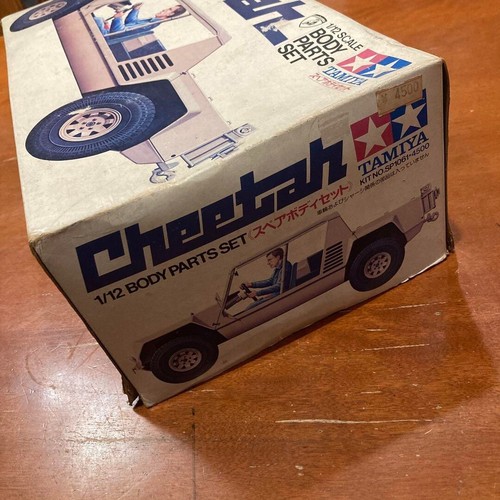 1/12 SCALE
BODY
PARTS
SET
TAMIYA
¥ 4500
Cheetah
1/12 BODY PARTS SET《スペアボディセット》
TAMIYA
KIT NO.SP1061-4500